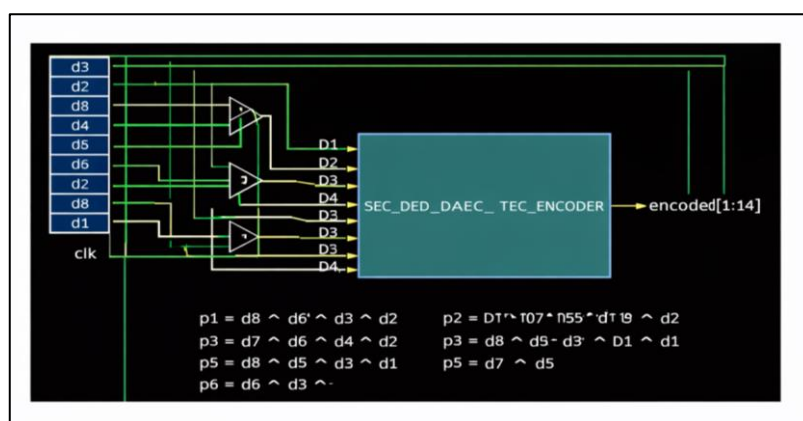 d3
d2
d8
d4
d5
d6
d2
d8
d1
clk
D1
D2
D3
D4
D3
D3
D3
D4
SEC_DED_DAEC_ TEC_ENCODER
encoded[1:14]
p1 = d8 ^ d6 ^ d3 ^ d2
p2 = ^ d2
p3 = d7 ^ d6 ^ d4 ^ d2
p3 = d8 ^ d3 ^ D1 ^ d1
p5 = d8 ^ d5 ^ d3 ^ d1
p5 = d7 ^ d5
p6 = d6 ^ d3 ^